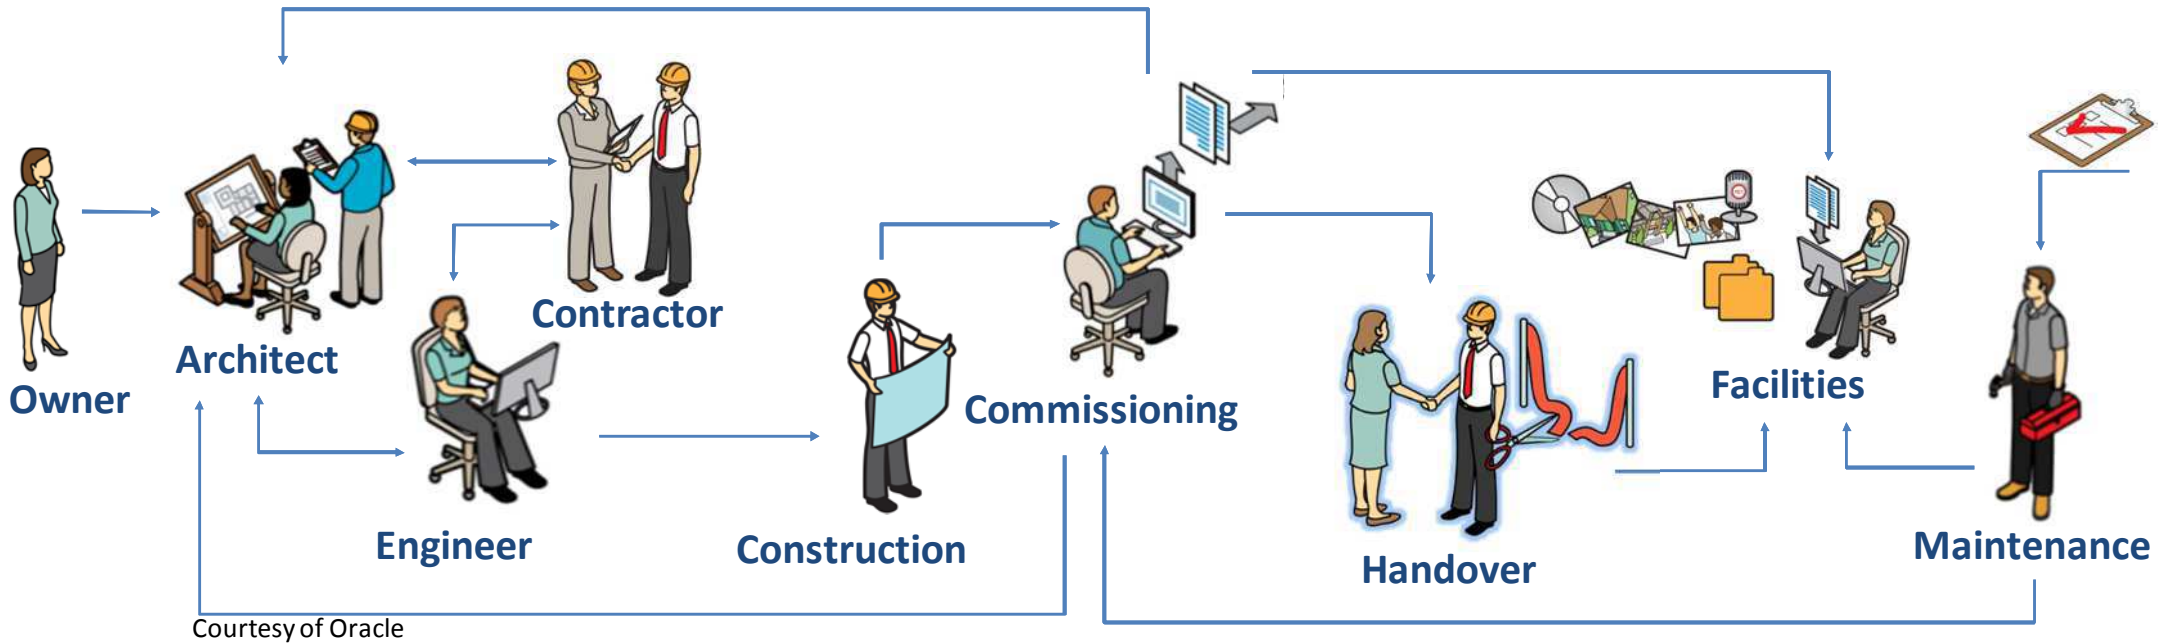 Owner
Architect
Contractor
Engineer
Construction
Commissioning
Handover
Facilities
Maintenance
Courtesy of Oracle